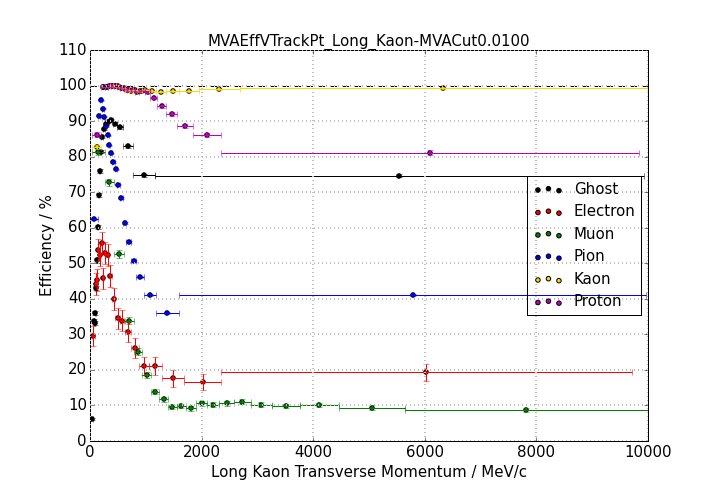 MVAEffVTrackPt_Long_Kaon-MVACut0.0100
110
100
90
80
70
60
50
40
30
20
10
0
Efficiency / %
Ghost
Electron
Muon
Pion
Kaon
Proton
0 2000 4000 6000 8000 10000
Long Kaon Transverse Momentum / MeV/c